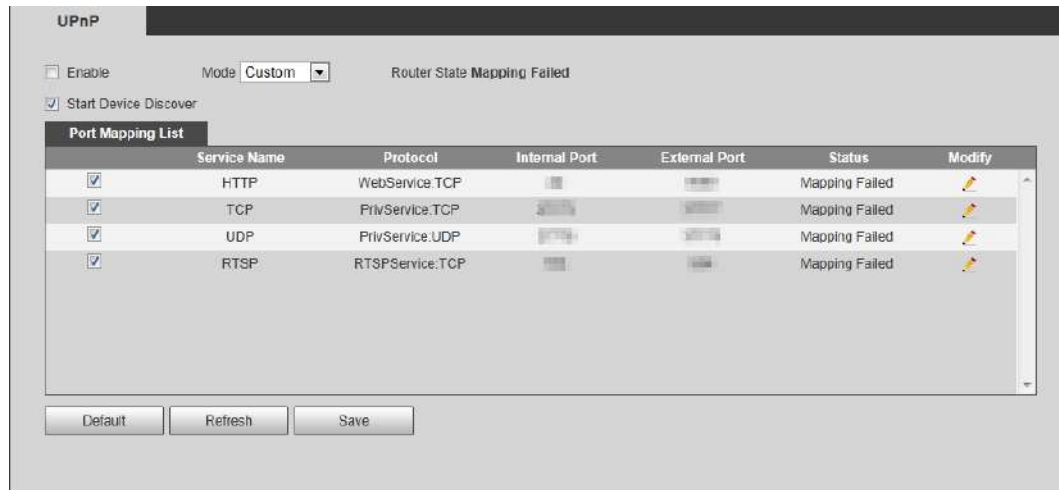 UPnP
Enable Mode Custom Router State Mapping Failed
Start Device Discover
Port Mapping List
Service Name Protocol Internal Port External Port Status Modify
HTTP WebService:TCP Mapping Failed
TCP PrivService:TCP Mapping Failed
UDP PrivService:UDP Mapping Failed
RTSP RTSPService:TCP Mapping Failed
Default Refresh Save